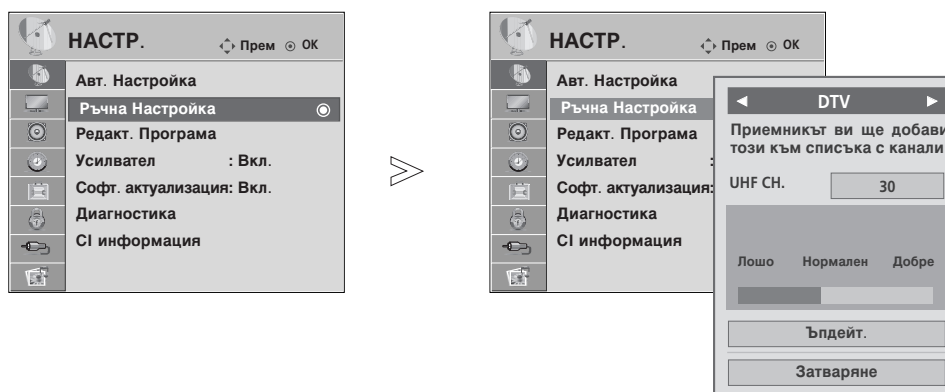 НАСТР.
Прем
ОК
Авт. Настройка
Ръчна Настройка
Редакт. Програма
Усилвател : Вкл.
Софт. актуализация: Вкл.
Диагностика
CI информация
НАСТР.
Прем
ОК
Авт. Настройка
Ръчна Настройка
Редакт. Програма
Усилвател :
Софт. актуализация:
Диагностика
CI информация
DTV
Приемникът ви ще добави
този към списъка с канали
UHF CH.
30
Лошо Нормален Добре
Ъпдейт.
Затваряне